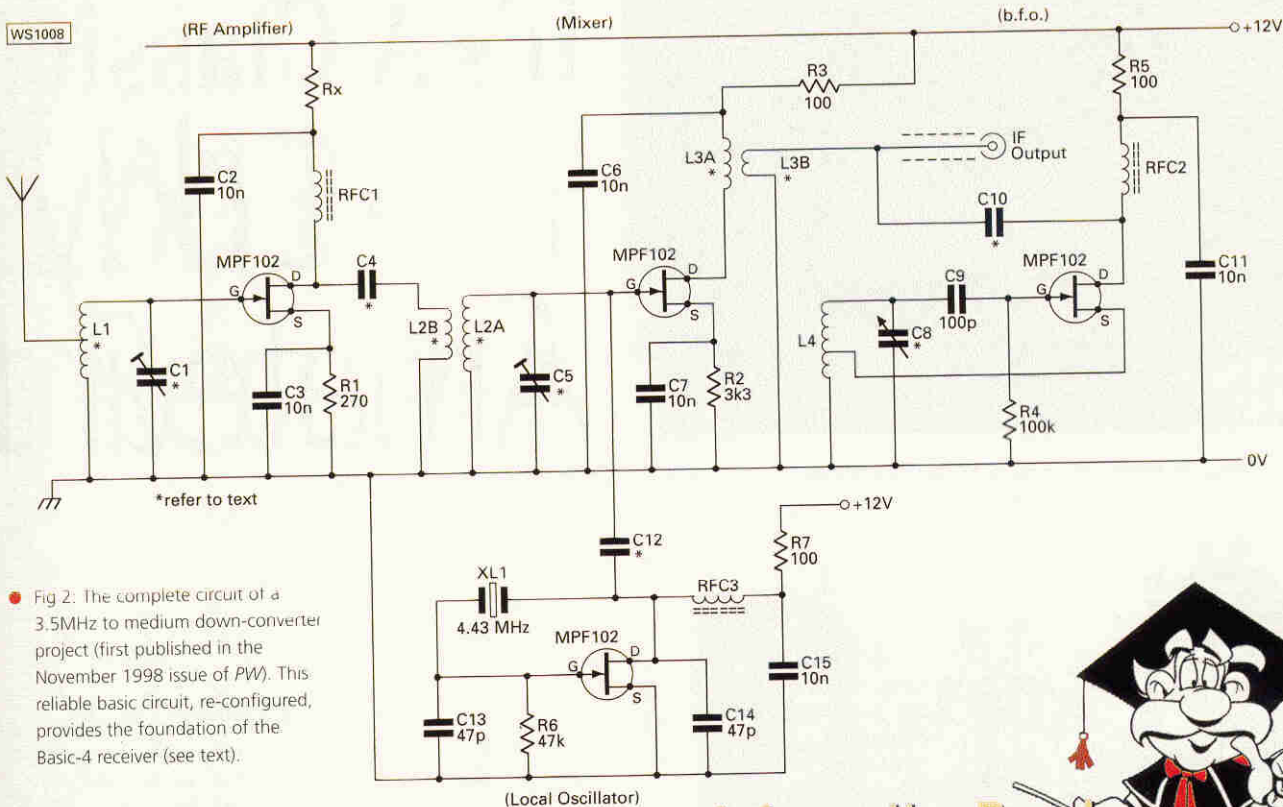 WS1008
(RF Amplifier)
(Mixer)
(b.f.o.)
+12V
Rx
R3
100
R5
100
C2
10n
RFC1
C6
10n
L3A
*
L3B
*
IF
Output
RFC2
C10
*
C11
10n
MPF102
G
D
S
C4
*
MPF102
G
D
S
C9
100p
MPF102
G
D
S
L1
*
C1
*
C3
10n
R1
270
L2B
*
L2A
*
C5
*
C7
10n
R2
3k3
L4
C8
*
R4
100k
0V
*refer to text
+12V
C12
*
R7
100
XL1
4.43 MHz
RFC3
MPF102
G
D
S
C15
10n
C13
47p
R6
47k
C14
47p
(Local Oscillator)
Fig 2: The complete circuit of a
3.5MHz to medium down-converter
project (first published in the
November 1998 issue of PW). This
reliable basic circuit, re-configured,
provides the foundation of the
Basic-4 receiver (see text).